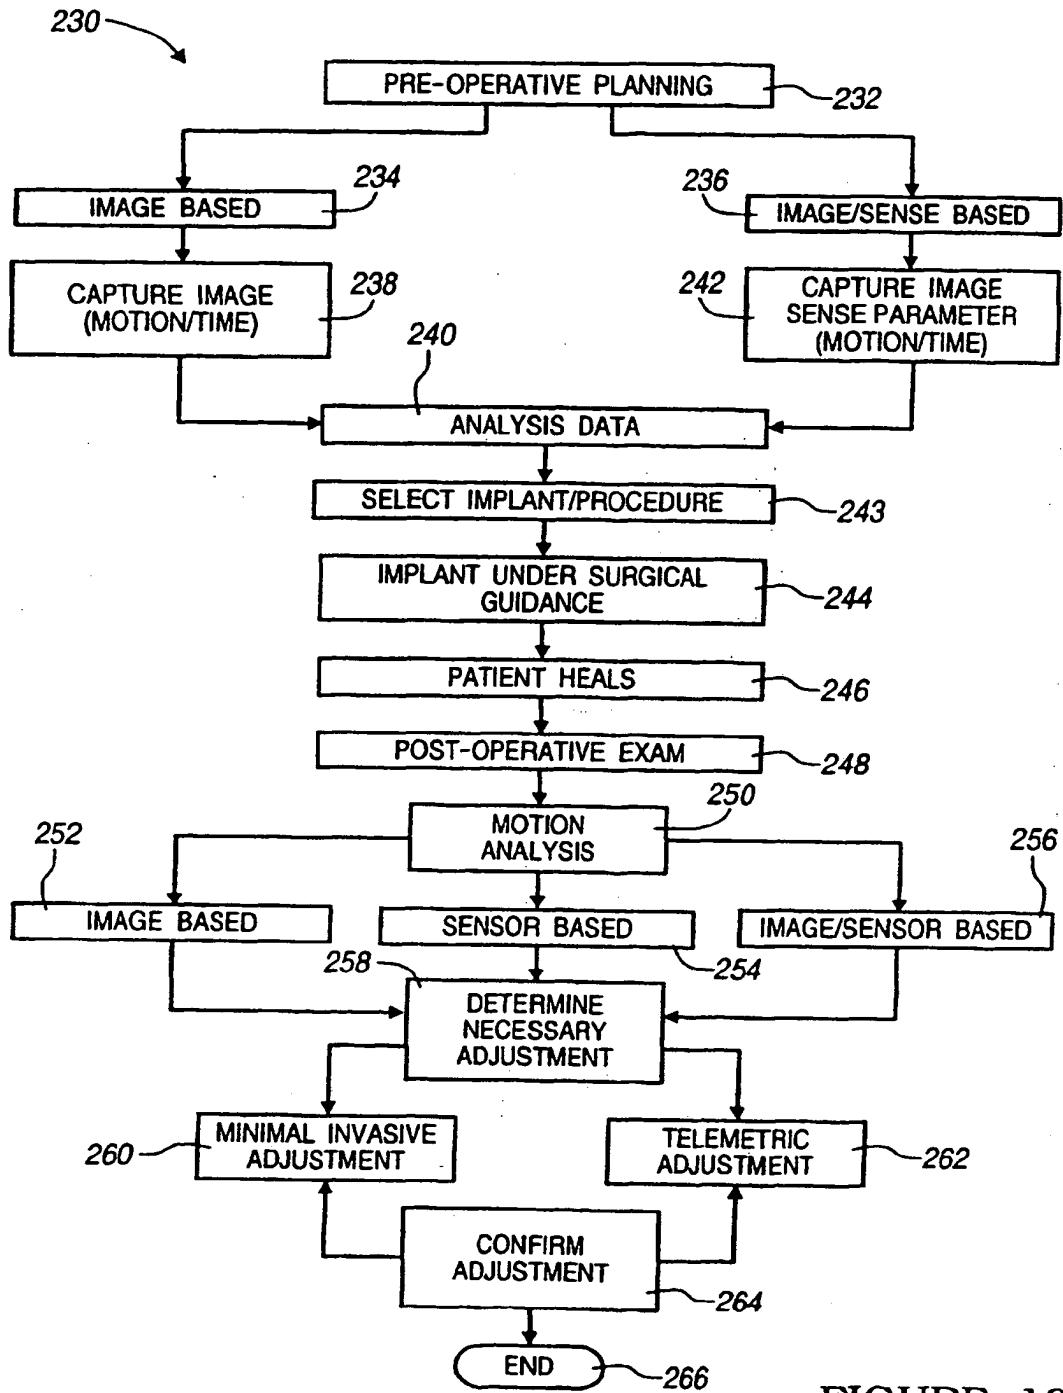 230
PRE-OPERATIVE PLANNING
232
234
IMAGE BASED
236
IMAGE/SENSE BASED
CAPTURE IMAGE
(MOTION/TIME)
238
242
CAPTURE IMAGE
SENSE PARAMETER
(MOTION/TIME)
240
ANALYSIS DATA
SELECT IMPLANT/PROCEDURE
243
IMPLANT UNDER SURGICAL
GUIDANCE
244
PATIENT HEALS
246
POST-OPERATIVE EXAM
248
MOTION
ANALYSIS
250
252
IMAGE BASED
SENSOR BASED
254
256
IMAGE/SENSOR BASED
258
DETERMINE
NECESSARY
ADJUSTMENT
260
MINIMAL INVASIVE
ADJUSTMENT
TELEMETRIC
ADJUSTMENT
262
CONFIRM
ADJUSTMENT
264
END
266